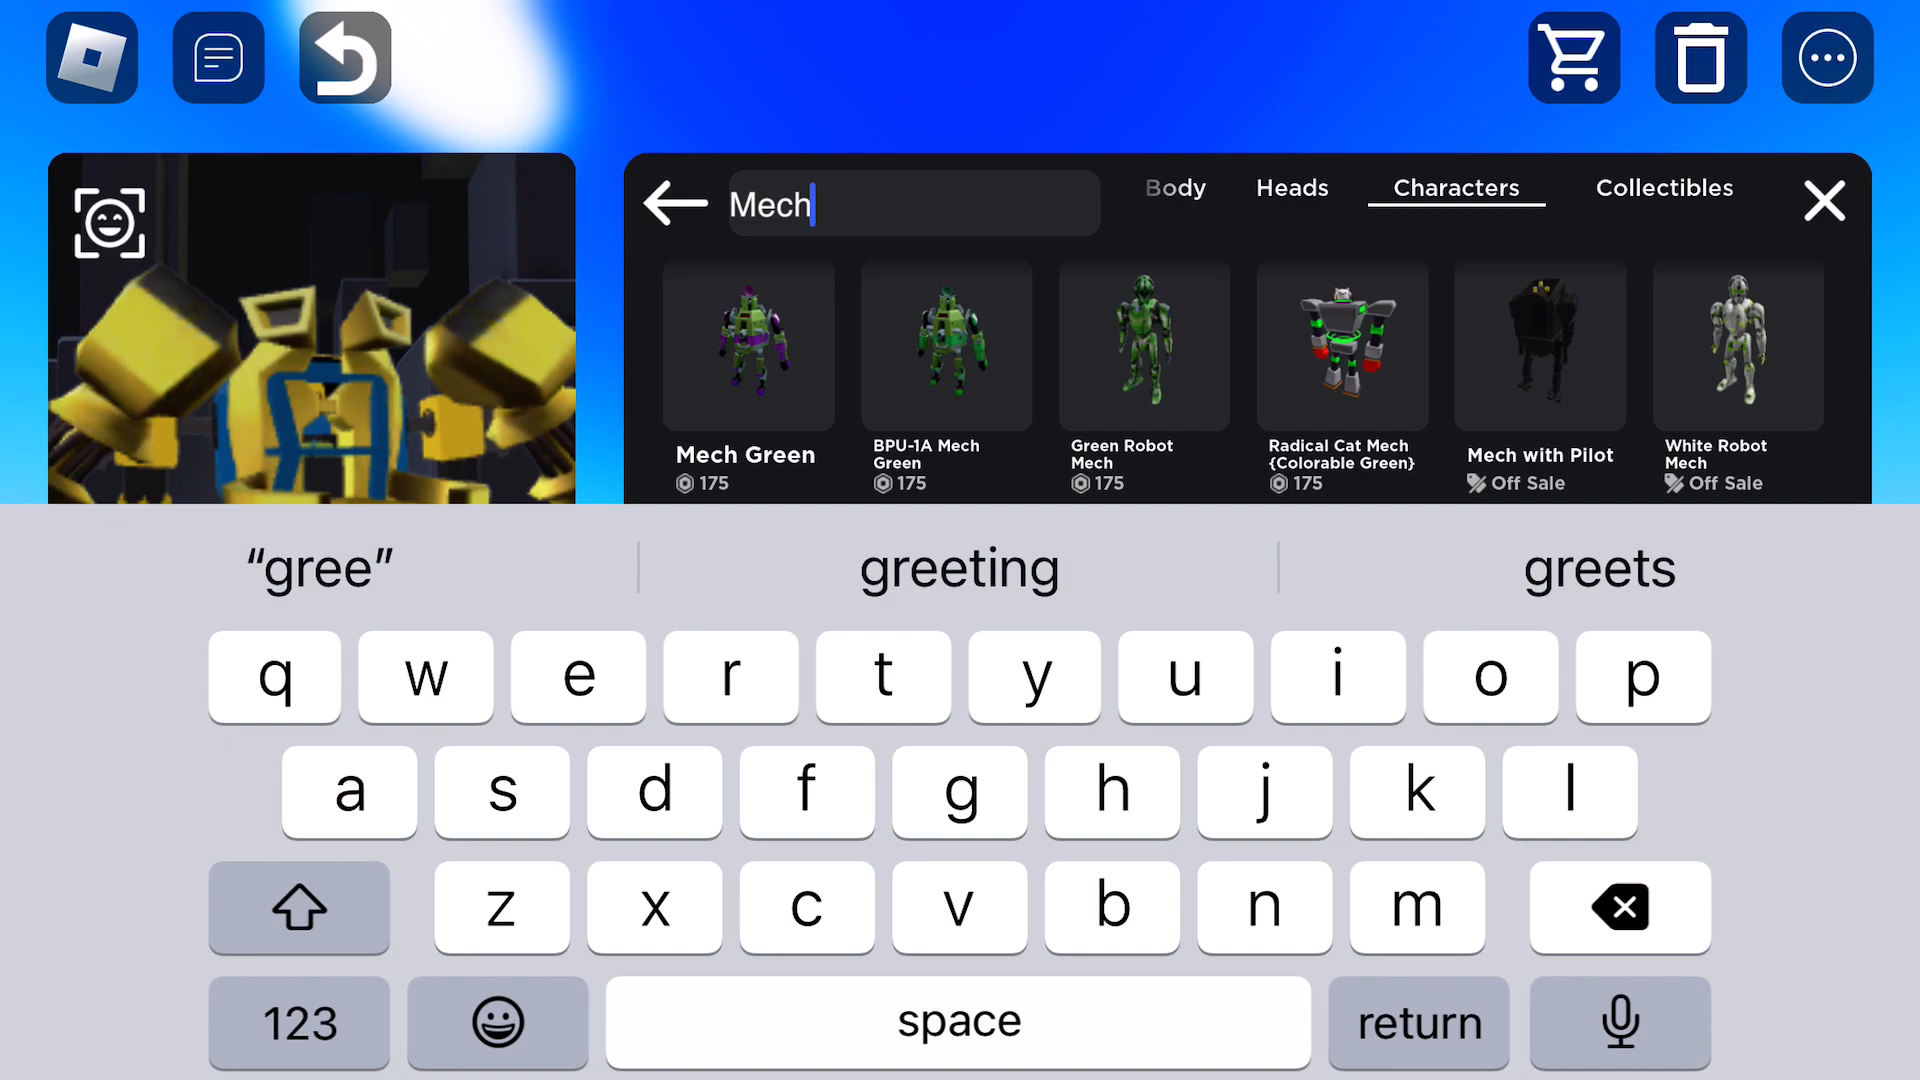 Mech
Body
Heads
Characters
Collectibles
Mech Green
175
BPU-1A Mech
Green
175
Green Robot
Mech
175
Radical Cat Mech
{Colorable Green}
175
Mech with Pilot
Off Sale
White Robot
Mech
Off Sale
“gree”
greeting
greets
q w e r t y u i o p
a s d f g h j k l
z x c v b n m
123
space
return